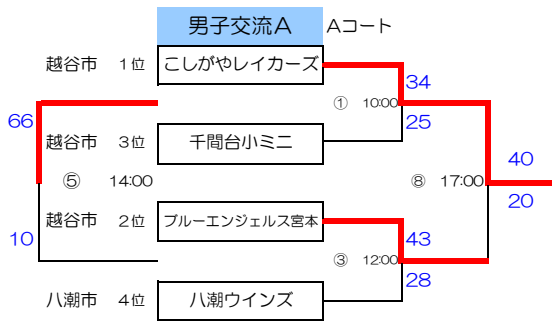 男子交流A Aコート
越谷市 1位 こしがやレイカーズ
34
① 10:00
66
25
越谷市 3位 千間台小ミニ
40
⑤ 14:00
⑧ 17:00
20
越谷市 2位 ブルーエンジェルス宮本
10
43
③ 12:00
28
八潮市 4位 八潮ウインズ